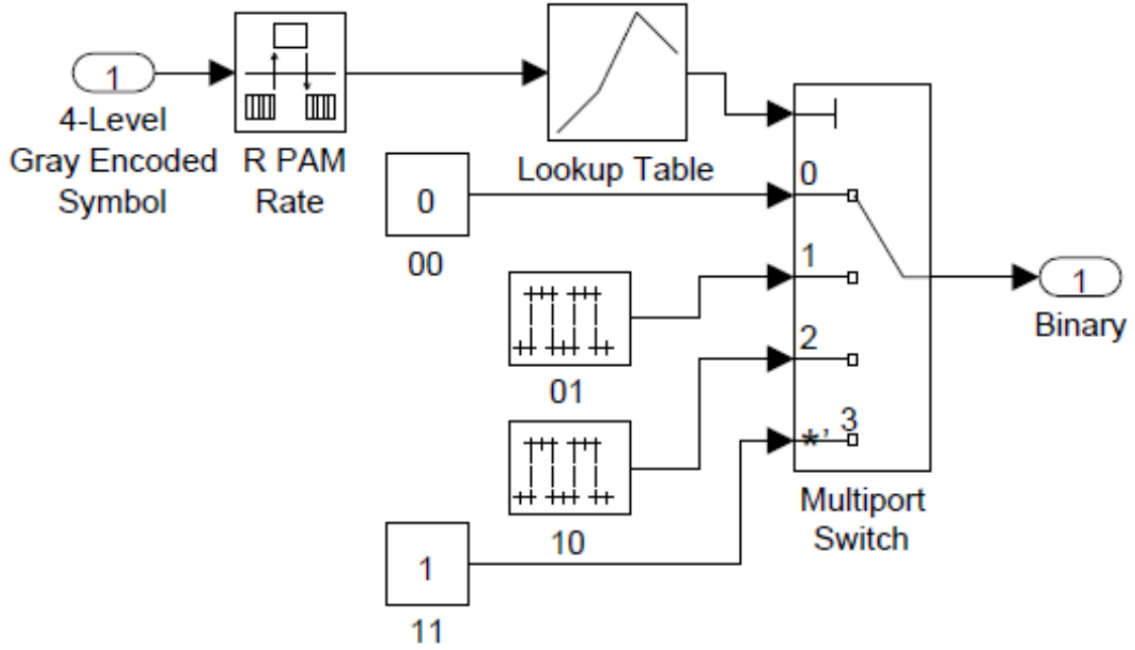 1
4-Level
Gray Encoded
Symbol
R PAM
Rate
Lookup Table
0
00
01
10
1
11
0
1
2
*, 3
Multiport
Switch
1
Binary